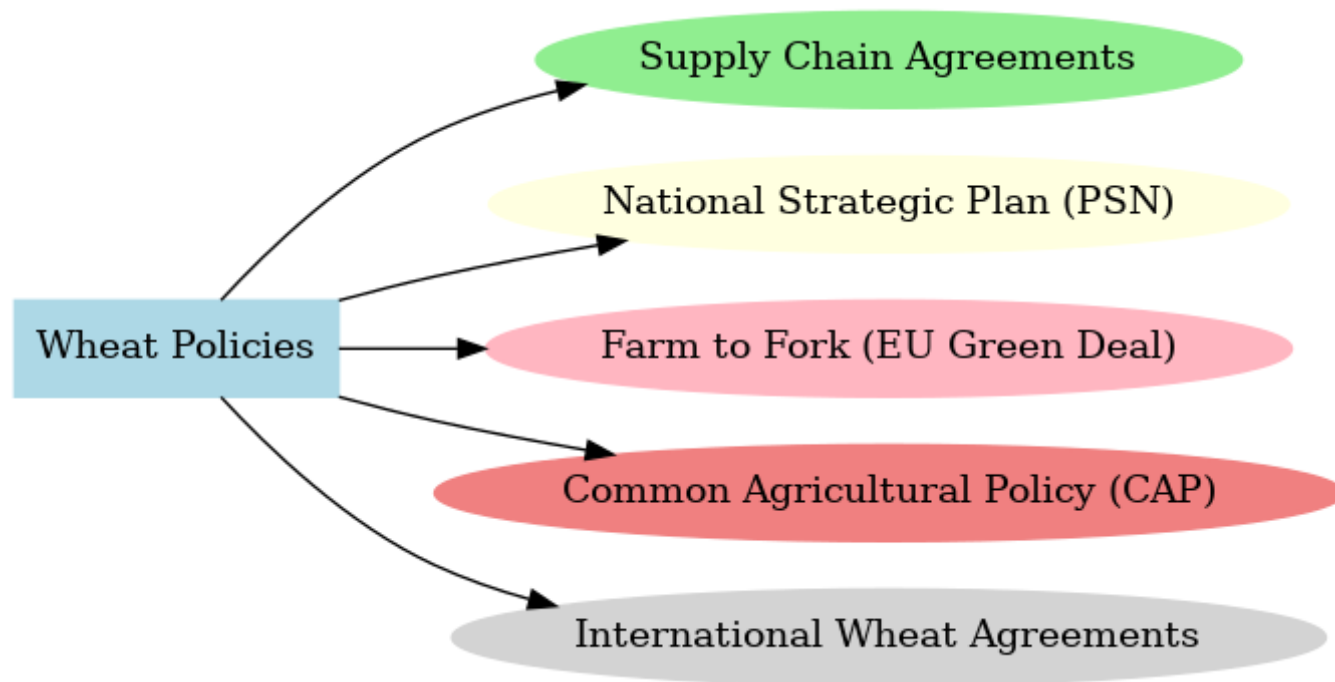 Supply Chain Agreements
National Strategic Plan (PSN)
Wheat Policies
Farm to Fork (EU Green Deal)
Common Agricultural Policy (CAP)
International Wheat Agreements